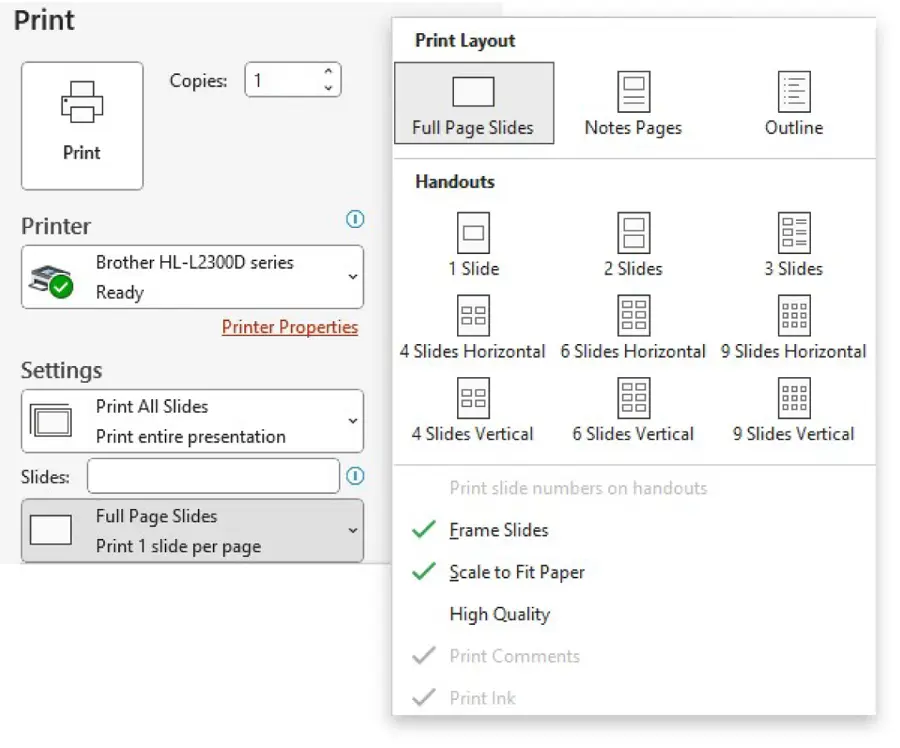 Print
Copies: 1
Print
Printer
Brother HL-L2300D series
Ready
Printer Properties
Settings
Print All Slides
Print entire presentation
Slides:
Full Page Slides
Print 1 slide per page
Print Layout
Full Page Slides Notes Pages Outline
Handouts
1 Slide 2 Slides 3 Slides
4 Slides Horizontal 6 Slides Horizontal 9 Slides Horizontal
4 Slides Vertical 6 Slides Vertical 9 Slides Vertical
Print slide numbers on handouts
Frame Slides
Scale to Fit Paper
High Quality
Print Comments
Print Ink